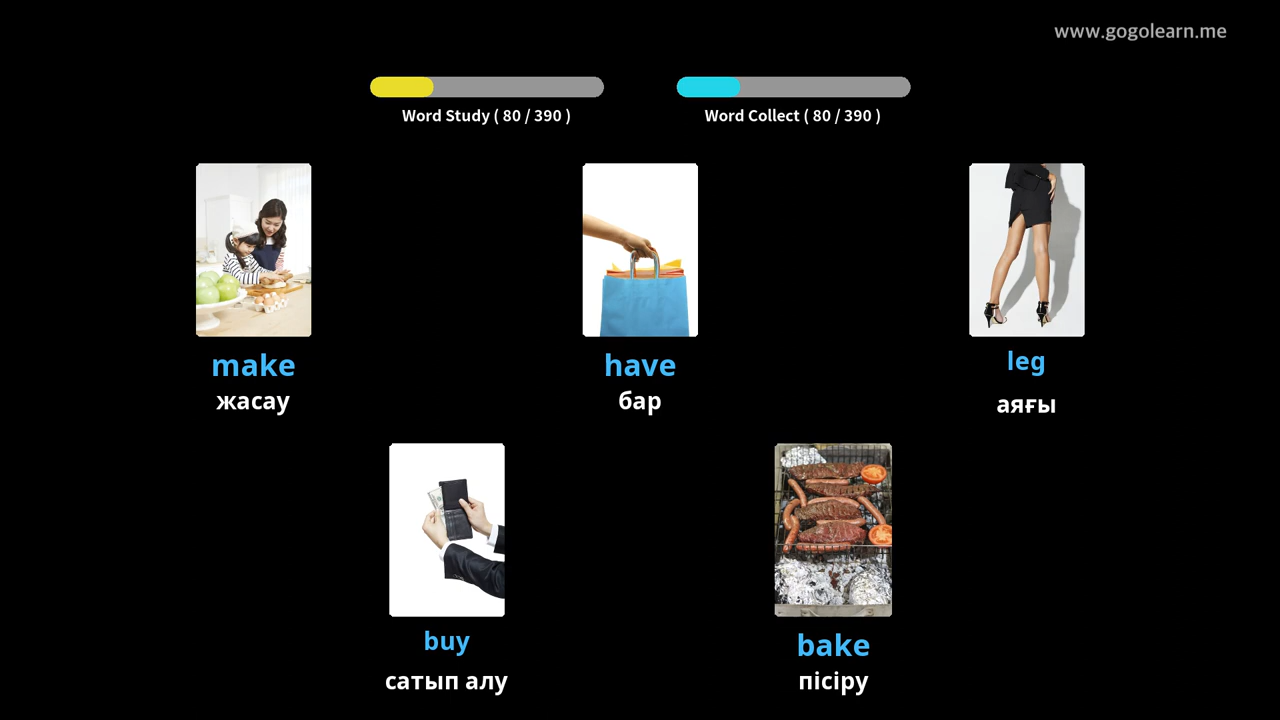 www.gogolearn.me
Word Study ( 80 / 390 )
Word Collect ( 80 / 390 )
make
жасау
have
бар
leg
аяғы
buy
сатып алу
bake
пісіру